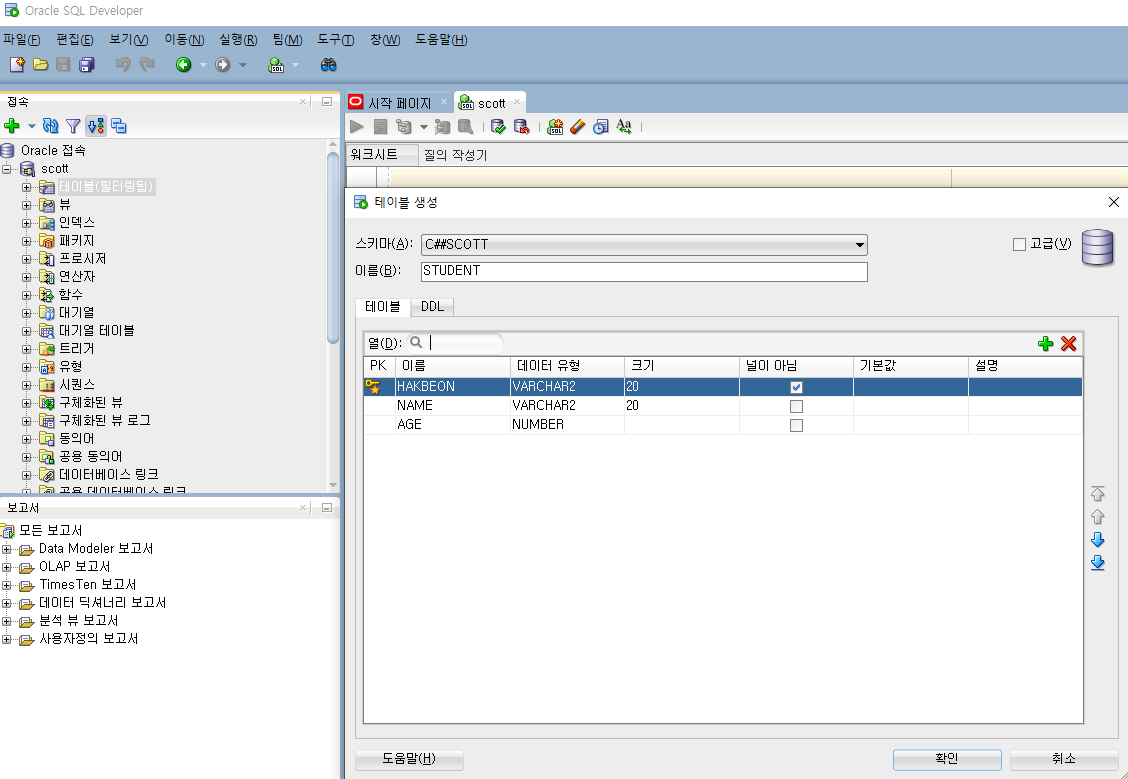 Oracle SQL Developer
파일(F) 편집(E) 보기(V) 이동(N) 실행(R) 팀(M) 도구(T) 창(W) 도움말(H)
접속
Oracle 접속
scott
테이블(필터링됨)
뷰
인덱스
패키지
프로시저
연산자
함수
대기열
대기열 테이블
트리거
유형
시퀀스
구체화된 뷰
구체화된 뷰 로그
동의어
공용 동의어
데이터베이스 링크
공용 데이터베이스 링크
보고서
모든 보고서
Data Modeler 보고서
OLAP 보고서
TimesTen 보고서
데이터 딕셔너리 보고서
분석 뷰 보고서
사용자정의 보고서
시작 페이지 scott
워크시트 질의 작성기
테이블 생성
스키마(A): C##SCOTT 고급(V)
이름(B): STUDENT
테이블 DDL
열(D):
PK 이름 데이터 유형 크기 널이 아님 기본값 설명
HAKBEON VARCHAR2 20
NAME VARCHAR2 20
AGE NUMBER
도움말(H) 확인 취소